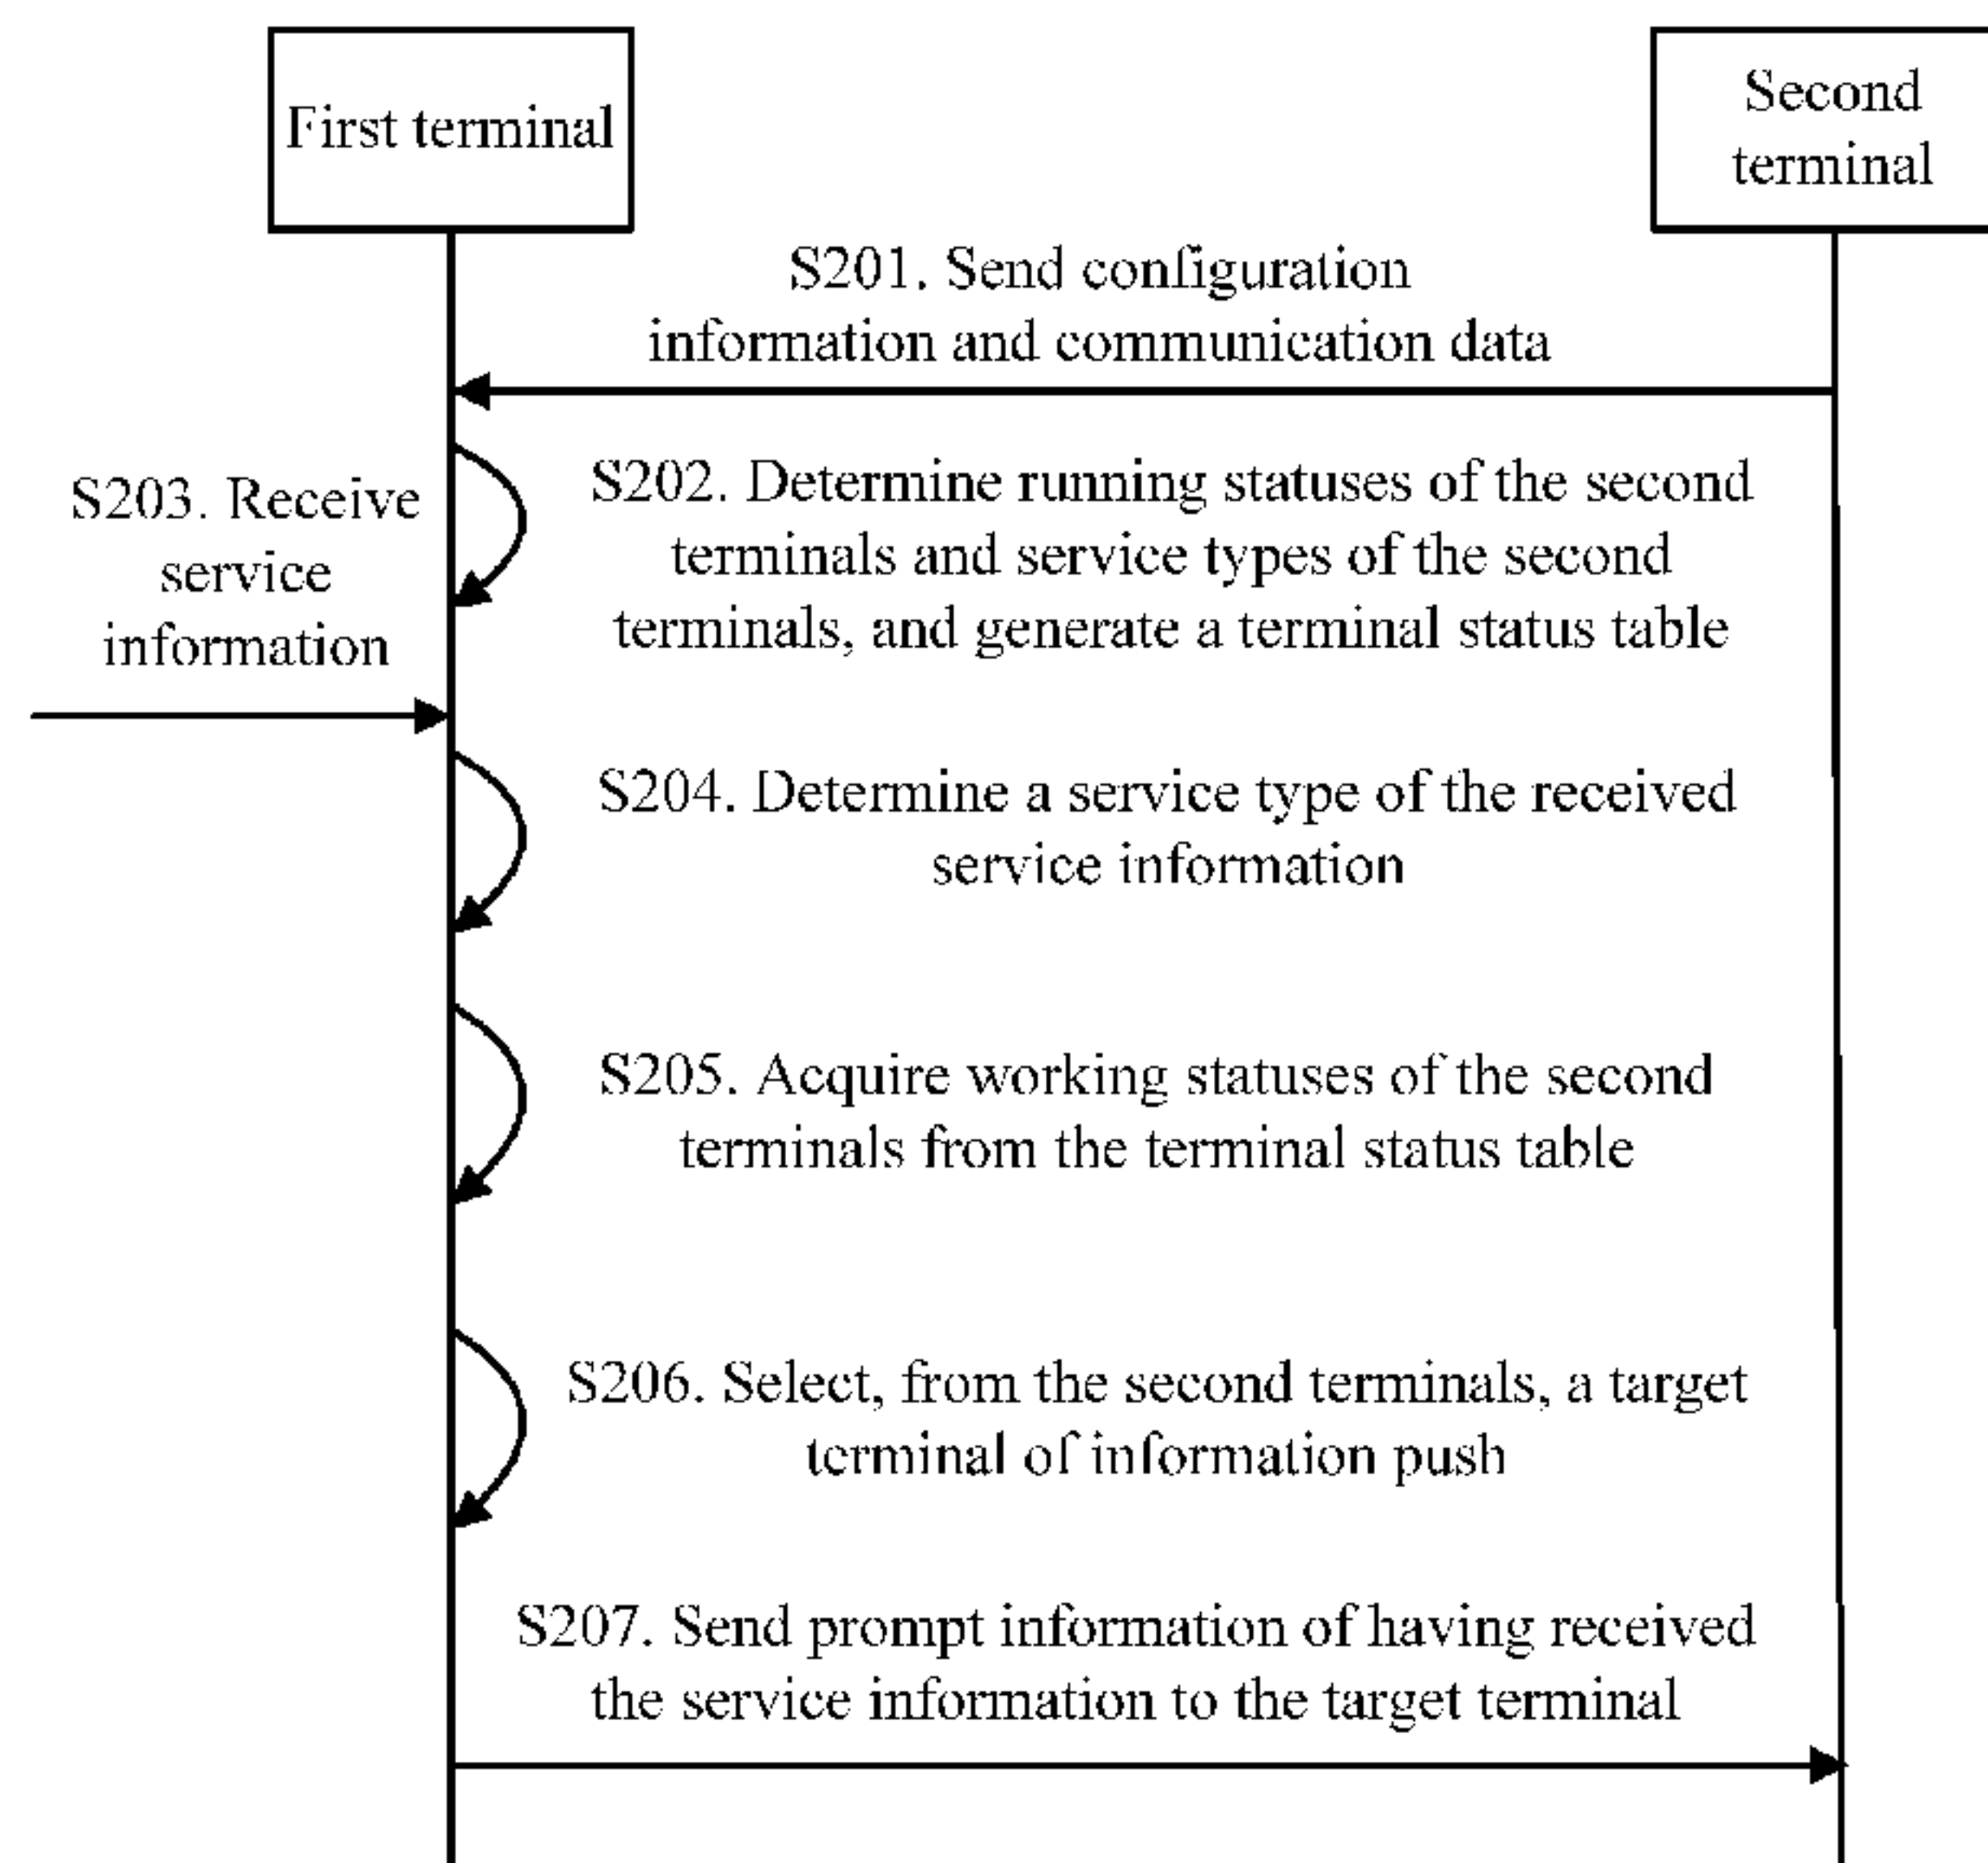 First terminal
Second
terminal
S201. Send configuration
information and communication data
S203. Receive
service
information
S202. Determine running statuses of the second
terminals and service types of the second
terminals, and generate a terminal status table
S204. Determine a service type of the received
service information
S205. Acquire working statuses of the second
terminals from the terminal status table
S206. Select, from the second terminals, a target
terminal of information push
S207. Send prompt information of having received
the service information to the target terminal